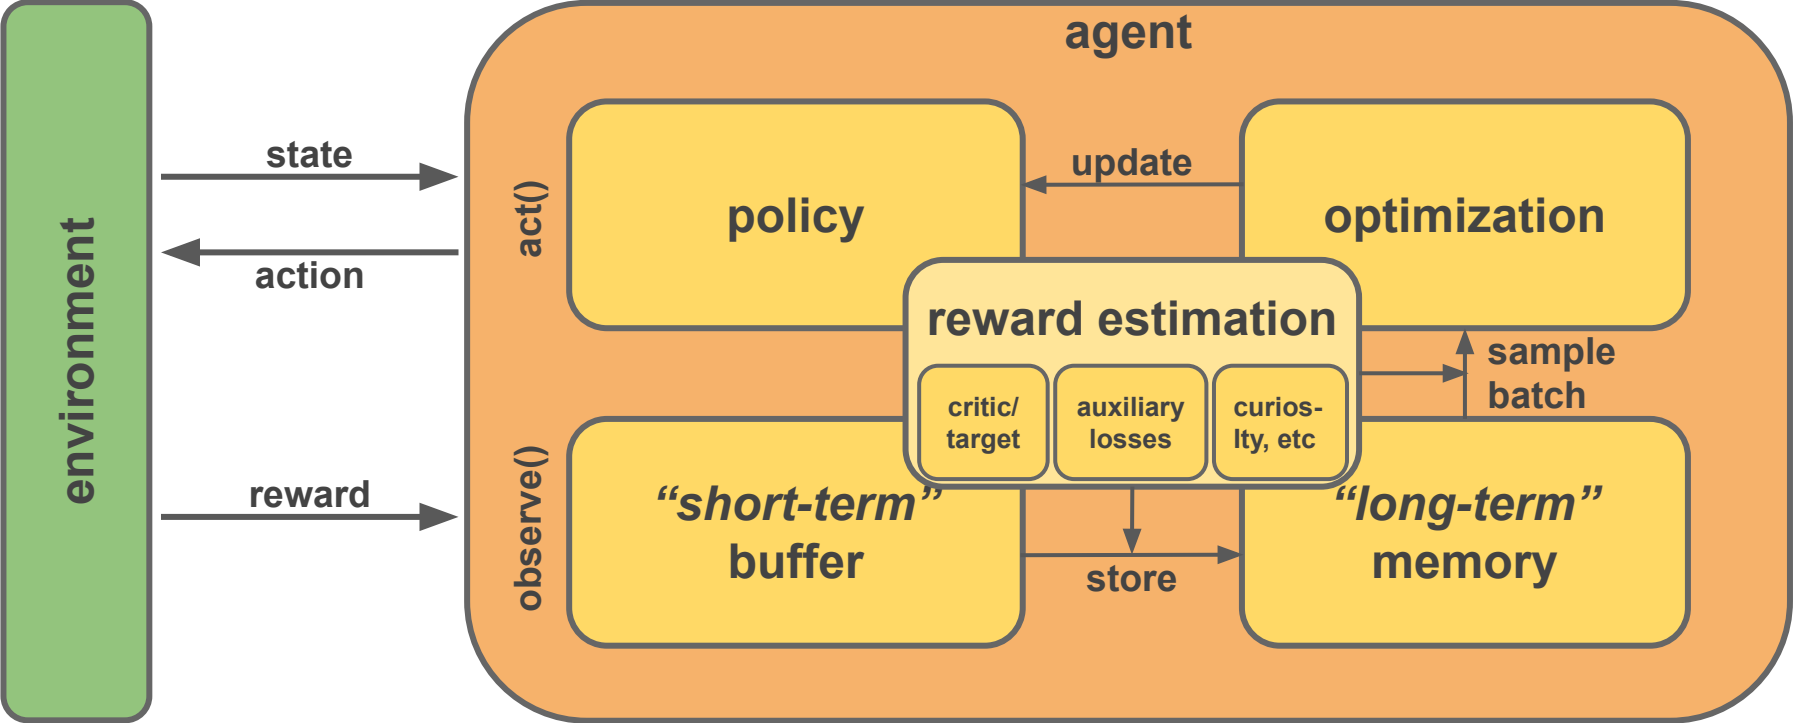 agent
environment
state
action
reward
act()
observe()
policy
update
optimization
reward estimation
critic/
target
auxiliary
losses
curios-
Ity, etc
sample
batch
“short-term”
buffer
store
“long-term”
memory